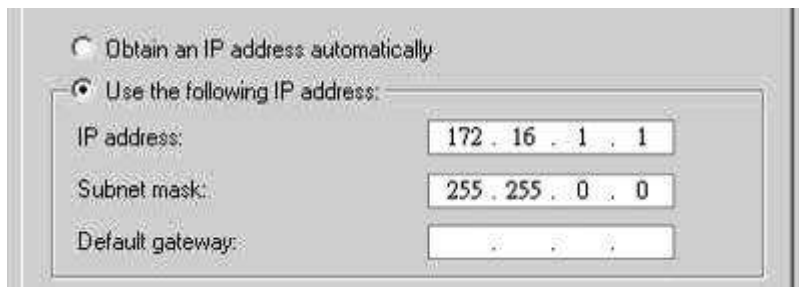 Obtain an IP address automatically
Use the following IP address:
IP address: 172 . 16 . 1 . 1
Subnet mask: 255 . 255 . 0 . 0
Default gateway: . . .